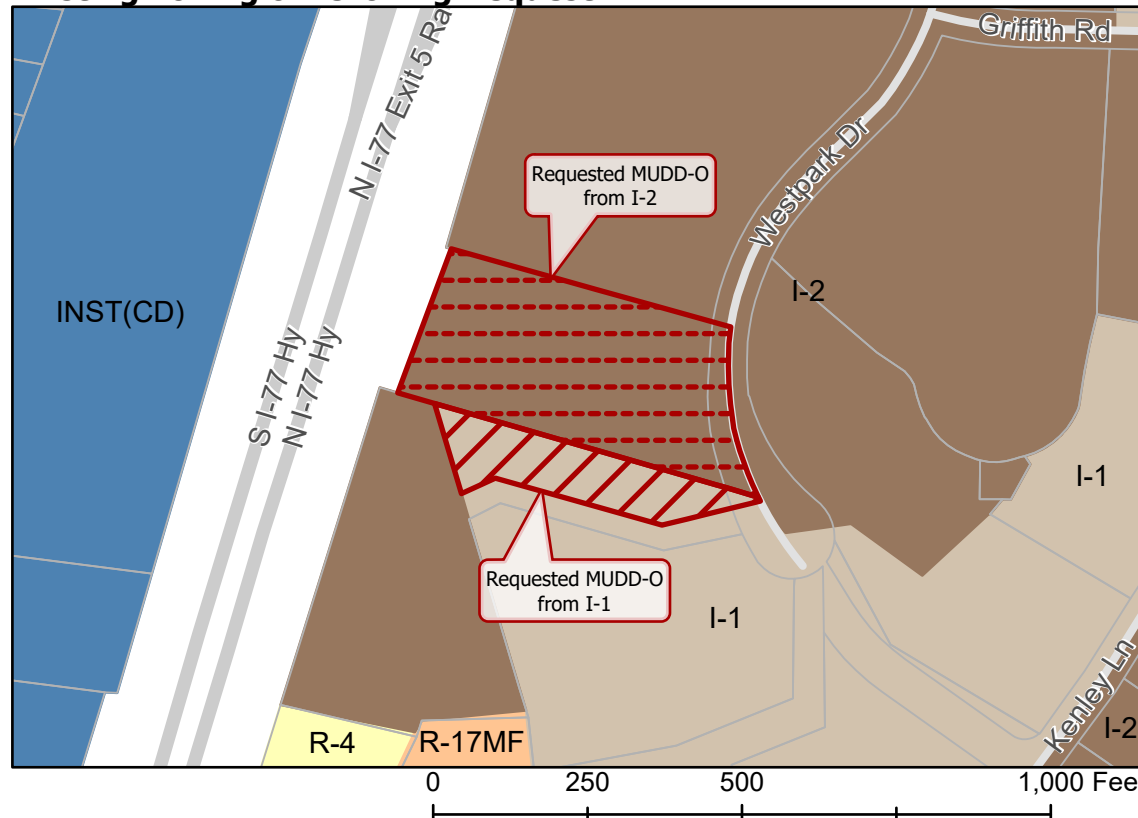 Griffith Rd
N I-77 Exit 5 Ra
Requested MUDD-O
from I-2
Westpark Dr
I-2
INST(CD)
S I-77 Hy
N I-77 Hy
I-1
Requested MUDD-O
from I-1
I-1
Kenley Ln
I-2
R-4
R-17MF
0 250 500 1,000 Fee